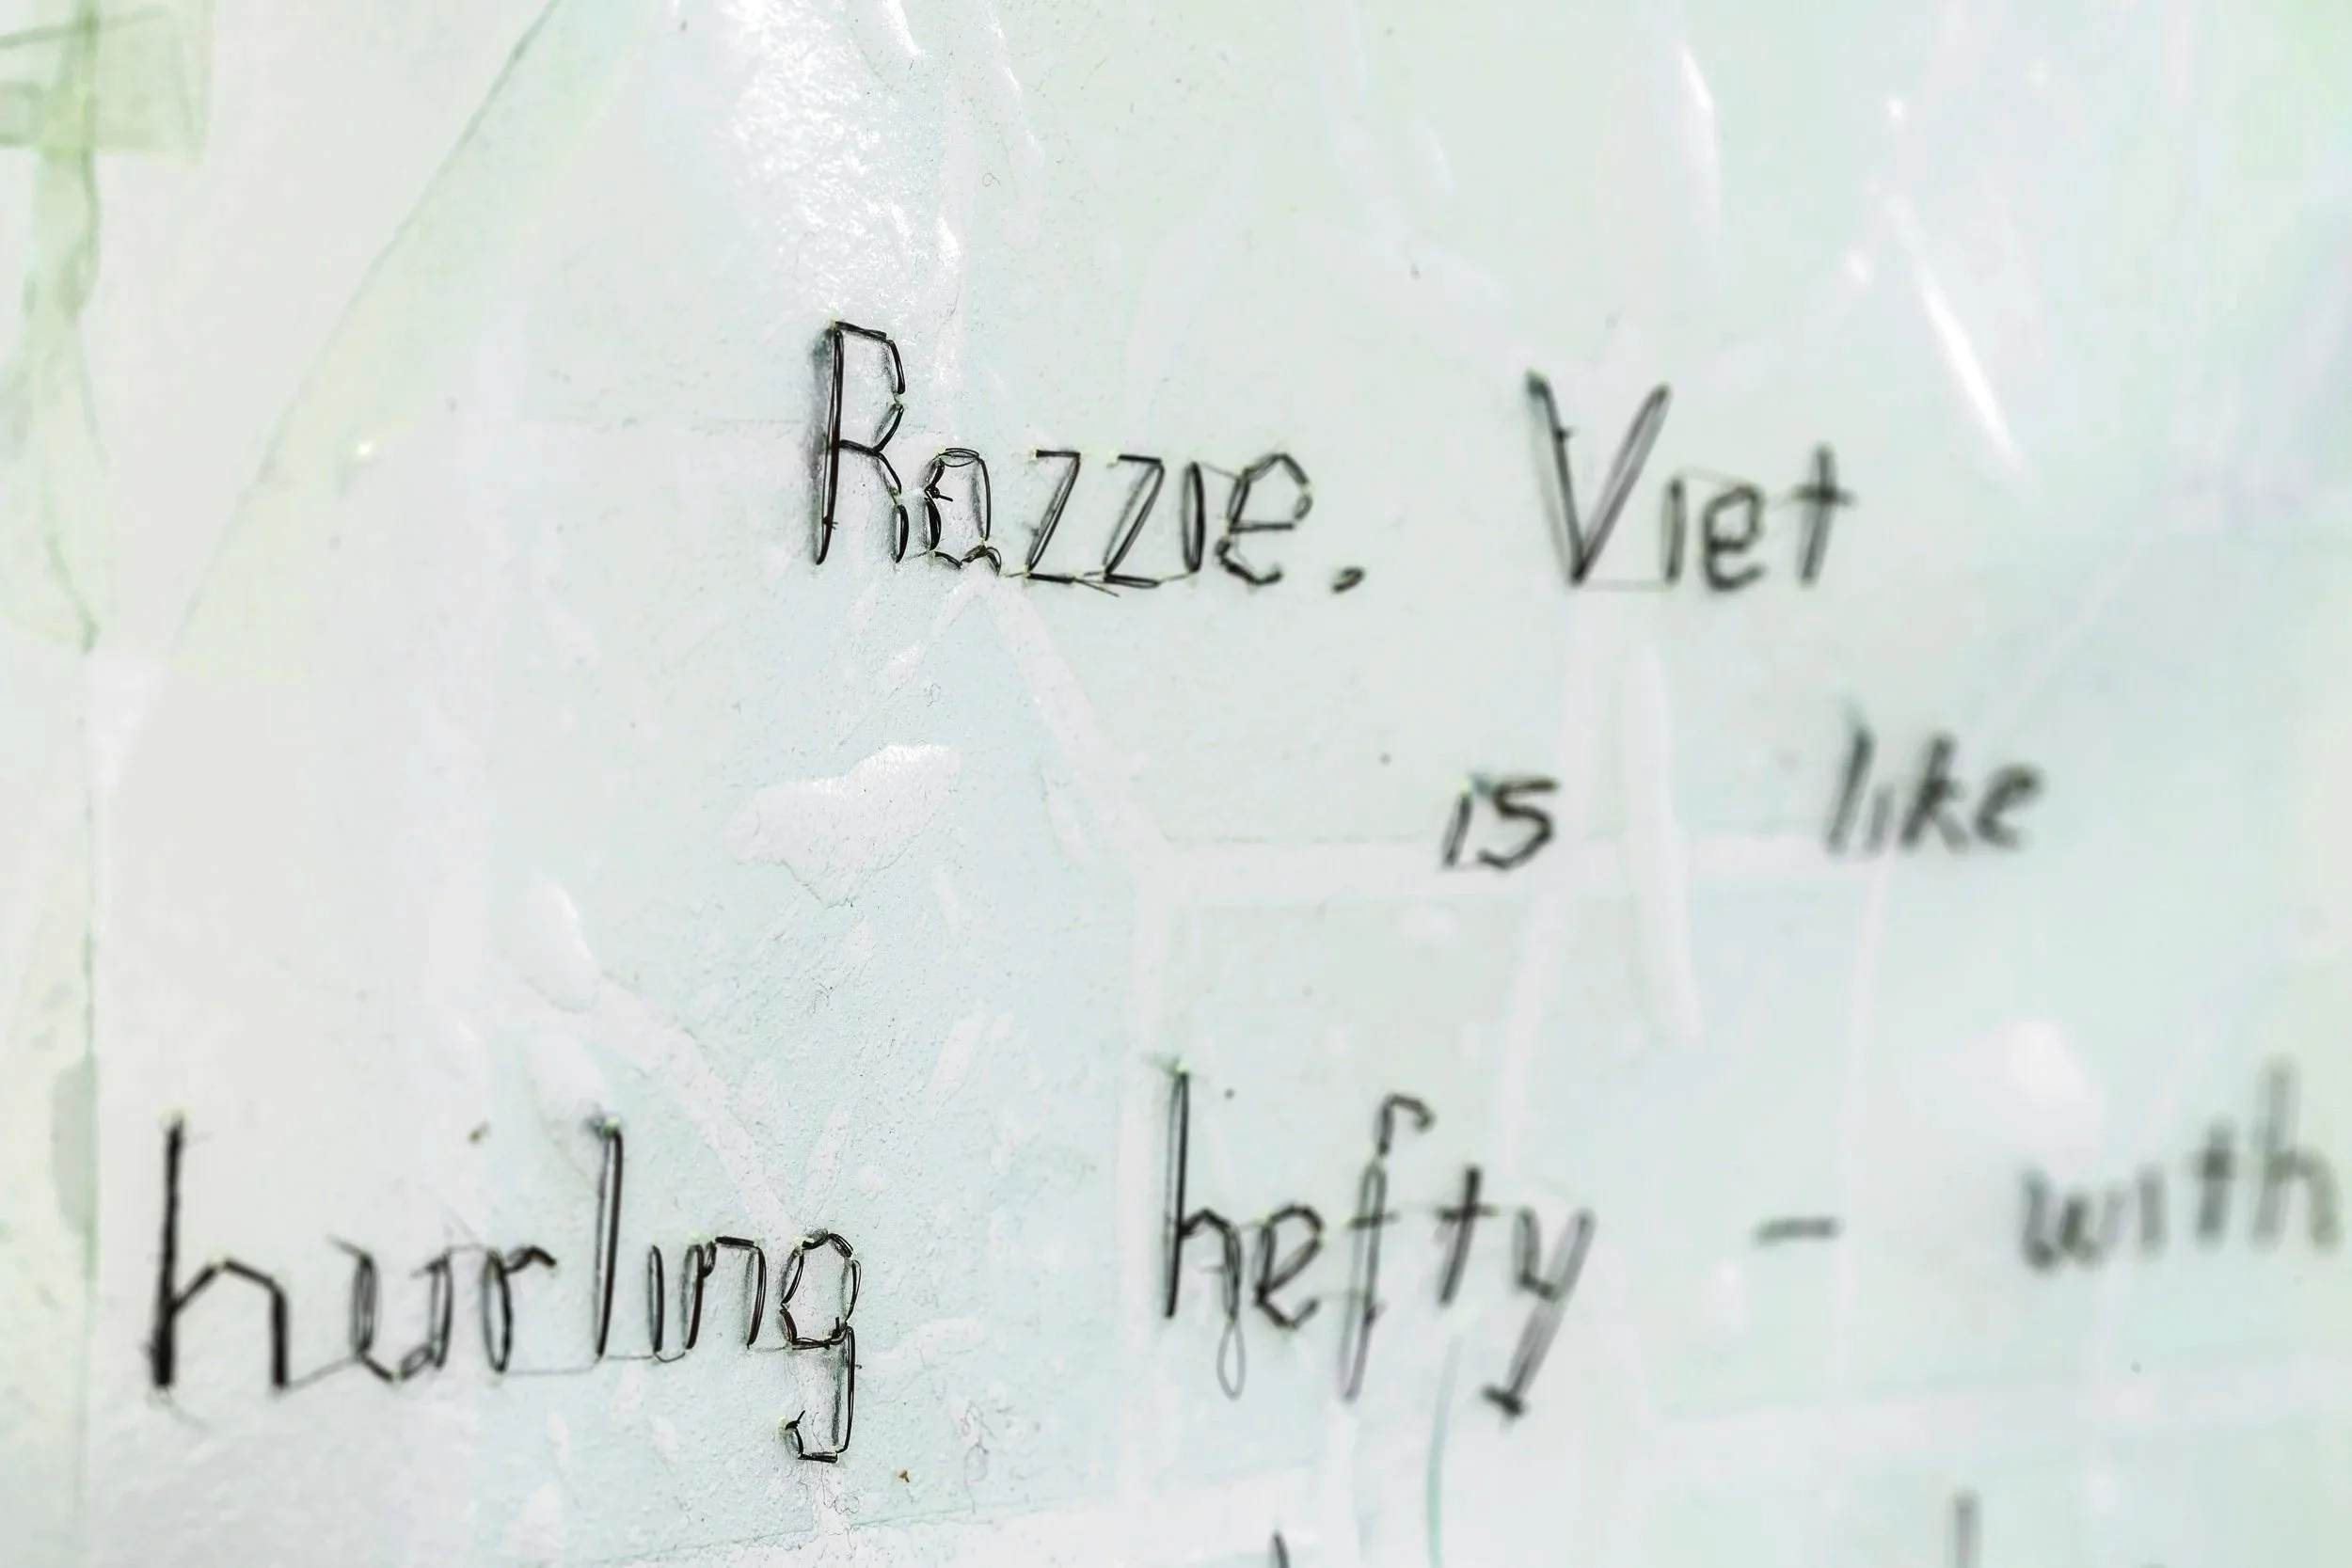 Razzie. Viet
is like
hurling hefty - with